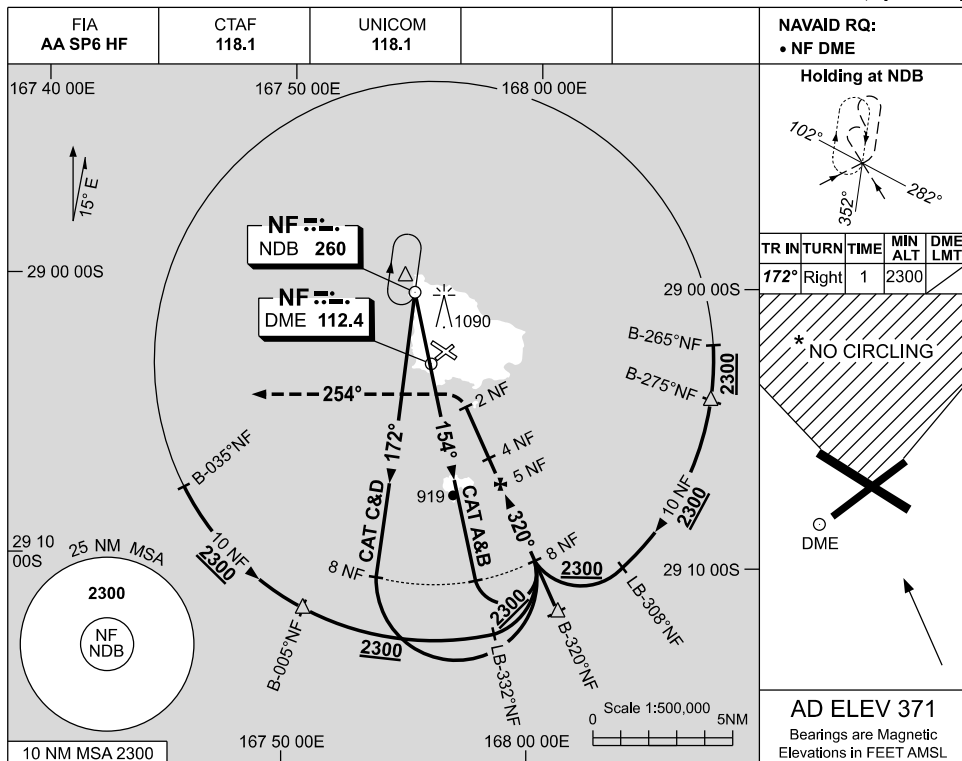 FIA
AA SP6 HF
CTAF
118.1
UNICOM
118.1
NAVAID RQ:
• NF DME
Holding at NDB
102°
282°
352°
TR IN TURN TIME MIN ALT DME LMT
172° Right 1 2300
* NO CIRCLING
DME
AD ELEV 371
Bearings are Magnetic
Elevations in FEET AMSL
167 40 00E
167 50 00E
168 00 00E
15° E
NF
NDB 260
29 00 00S
29 00 00S
NF
DME 112.4
1090
B-265°NF
2300
B-275°NF
254°
2 NF
172°
154°
4 NF
5 NF
B-035°NF
919
CAT C&D
CAT A&B
320°
10 NF
2300
10 NF
2300
29 10
00S
25 NM MSA
2300
NF
NDB
8 NF
8 NF
2300
29 10 00S
LB-308°NF
2300
B-005°NF
2300
LB-332°NF
B-320°NF
Scale 1:500,000
0 5NM
10 NM MSA 2300
167 50 00E
168 00 00E